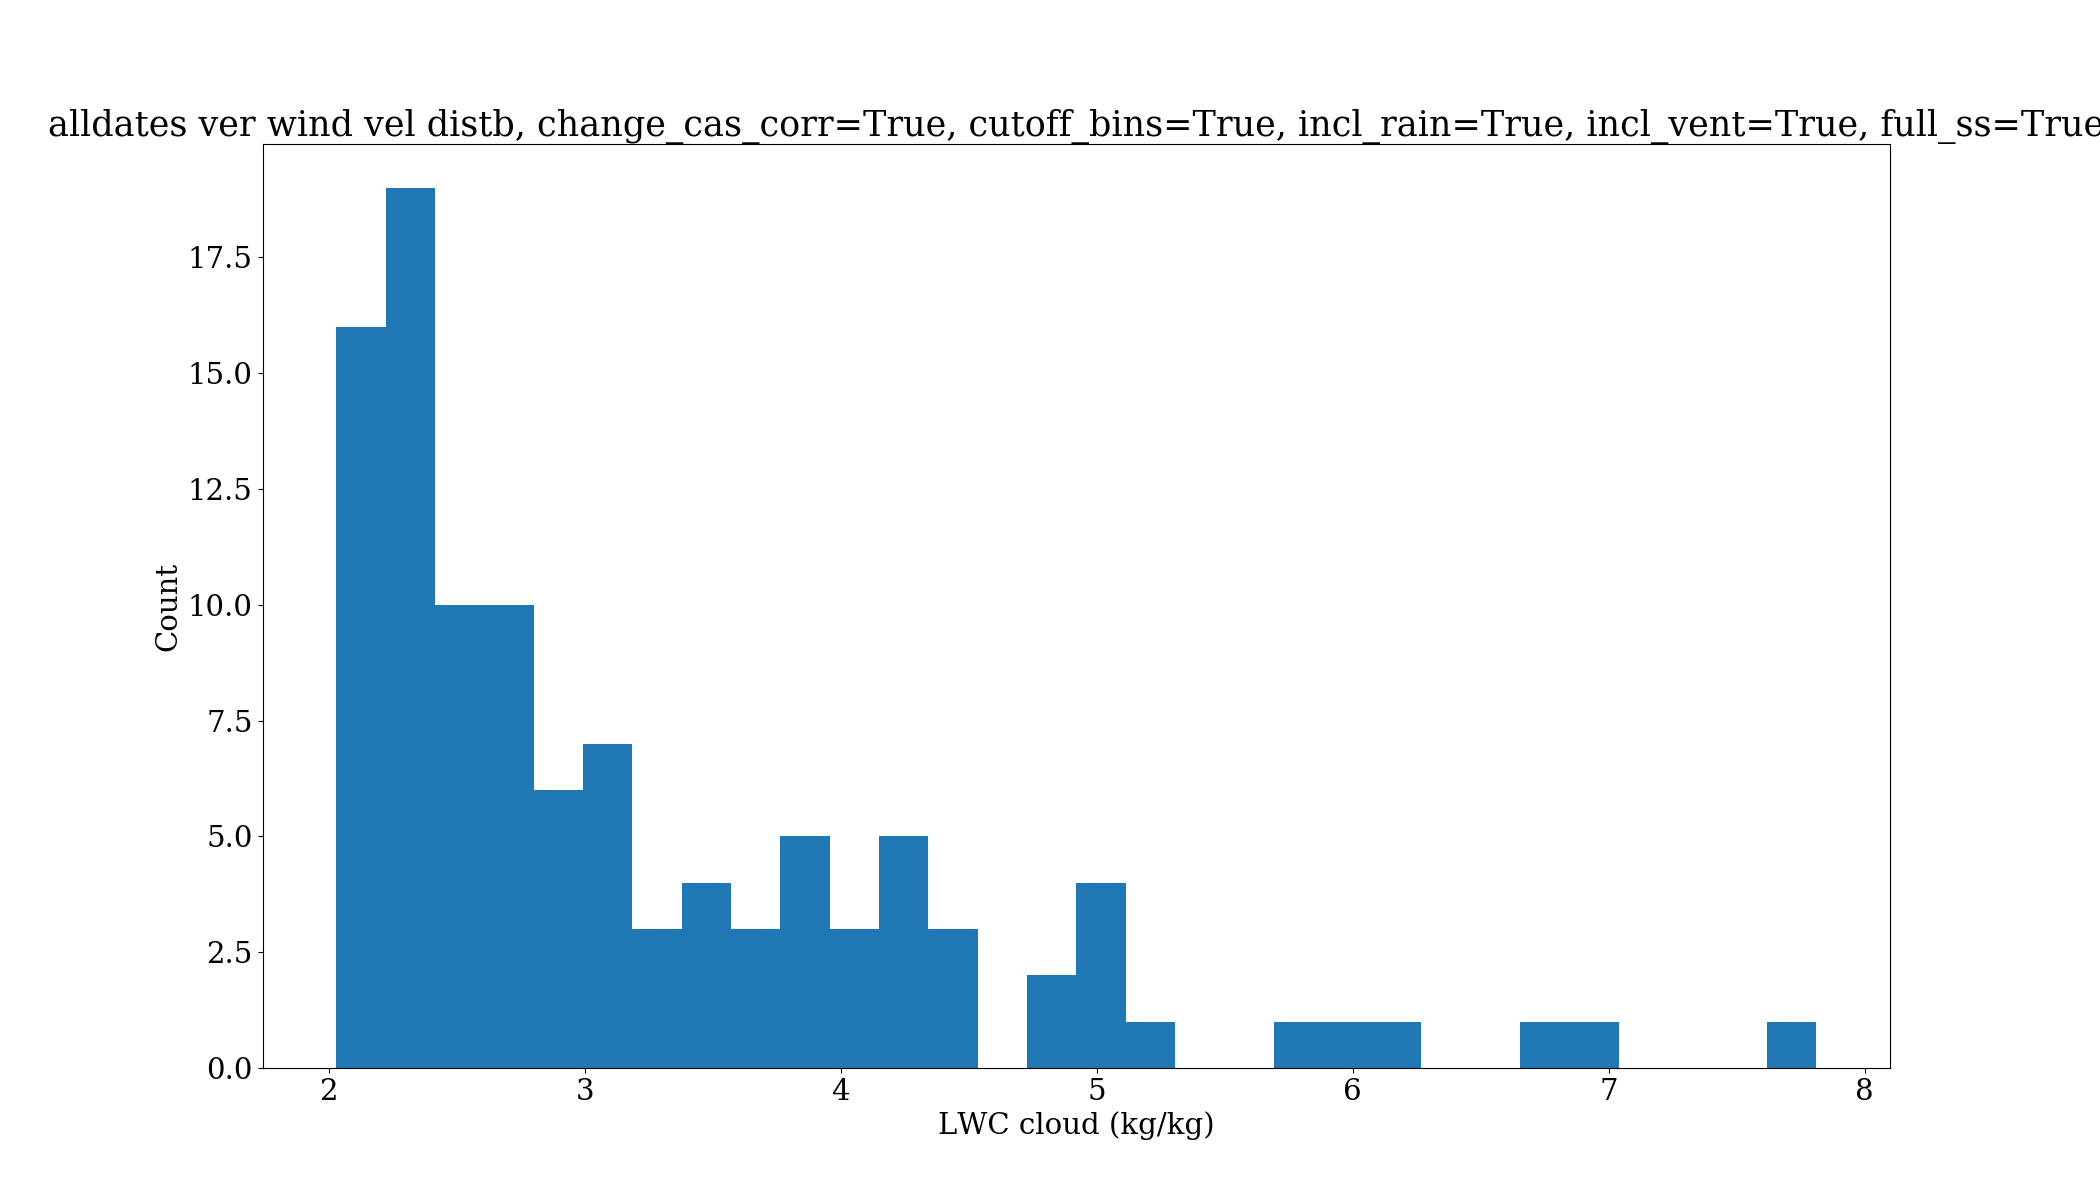 alldates ver wind vel distb, change_cas_corr=True, cutoff_bins=True, incl_rain=True, incl_vent=True, full_ss=True
17.5
15.0
12.5
10.0
7.5
5.0
2.5
0.0
Count
2 3 4 5 6 7 8
LWC cloud (kg/kg)